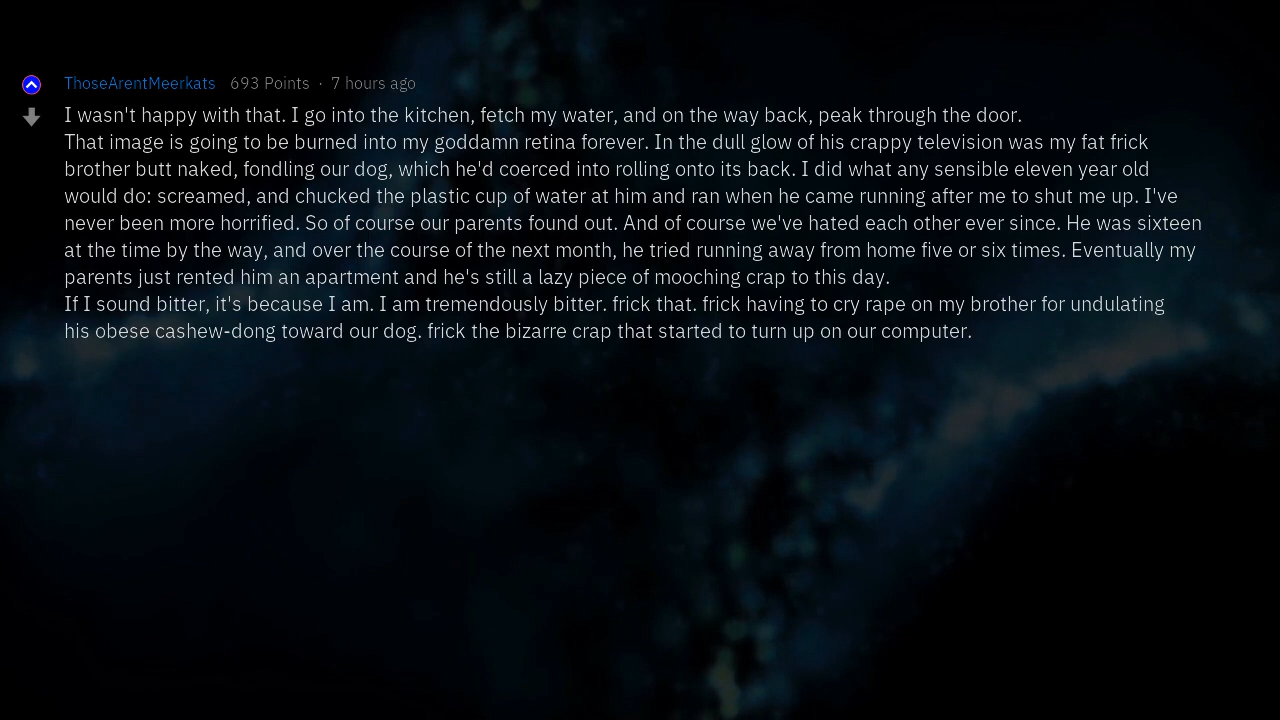 ThoseArentMeerkats 693 Points · 7 hours ago
I wasn't happy with that. I go into the kitchen, fetch my water, and on the way back, peak through the door.
That image is going to be burned into my goddamn retina forever. In the dull glow of his crappy television was my fat frick
brother butt naked, fondling our dog, which he'd coerced into rolling onto its back. I did what any sensible eleven year old
would do: screamed, and chucked the plastic cup of water at him and ran when he came running after me to shut me up. I've
never been more horrified. So of course our parents found out. And of course we've hated each other ever since. He was sixteen
at the time by the way, and over the course of the next month, he tried running away from home five or six times. Eventually my
parents just rented him an apartment and he's still a lazy piece of mooching crap to this day.
If I sound bitter, it's because I am. I am tremendously bitter. frick that. frick having to cry rape on my brother for undulating
his obese cashew-dong toward our dog. frick the bizarre crap that started to turn up on our computer.